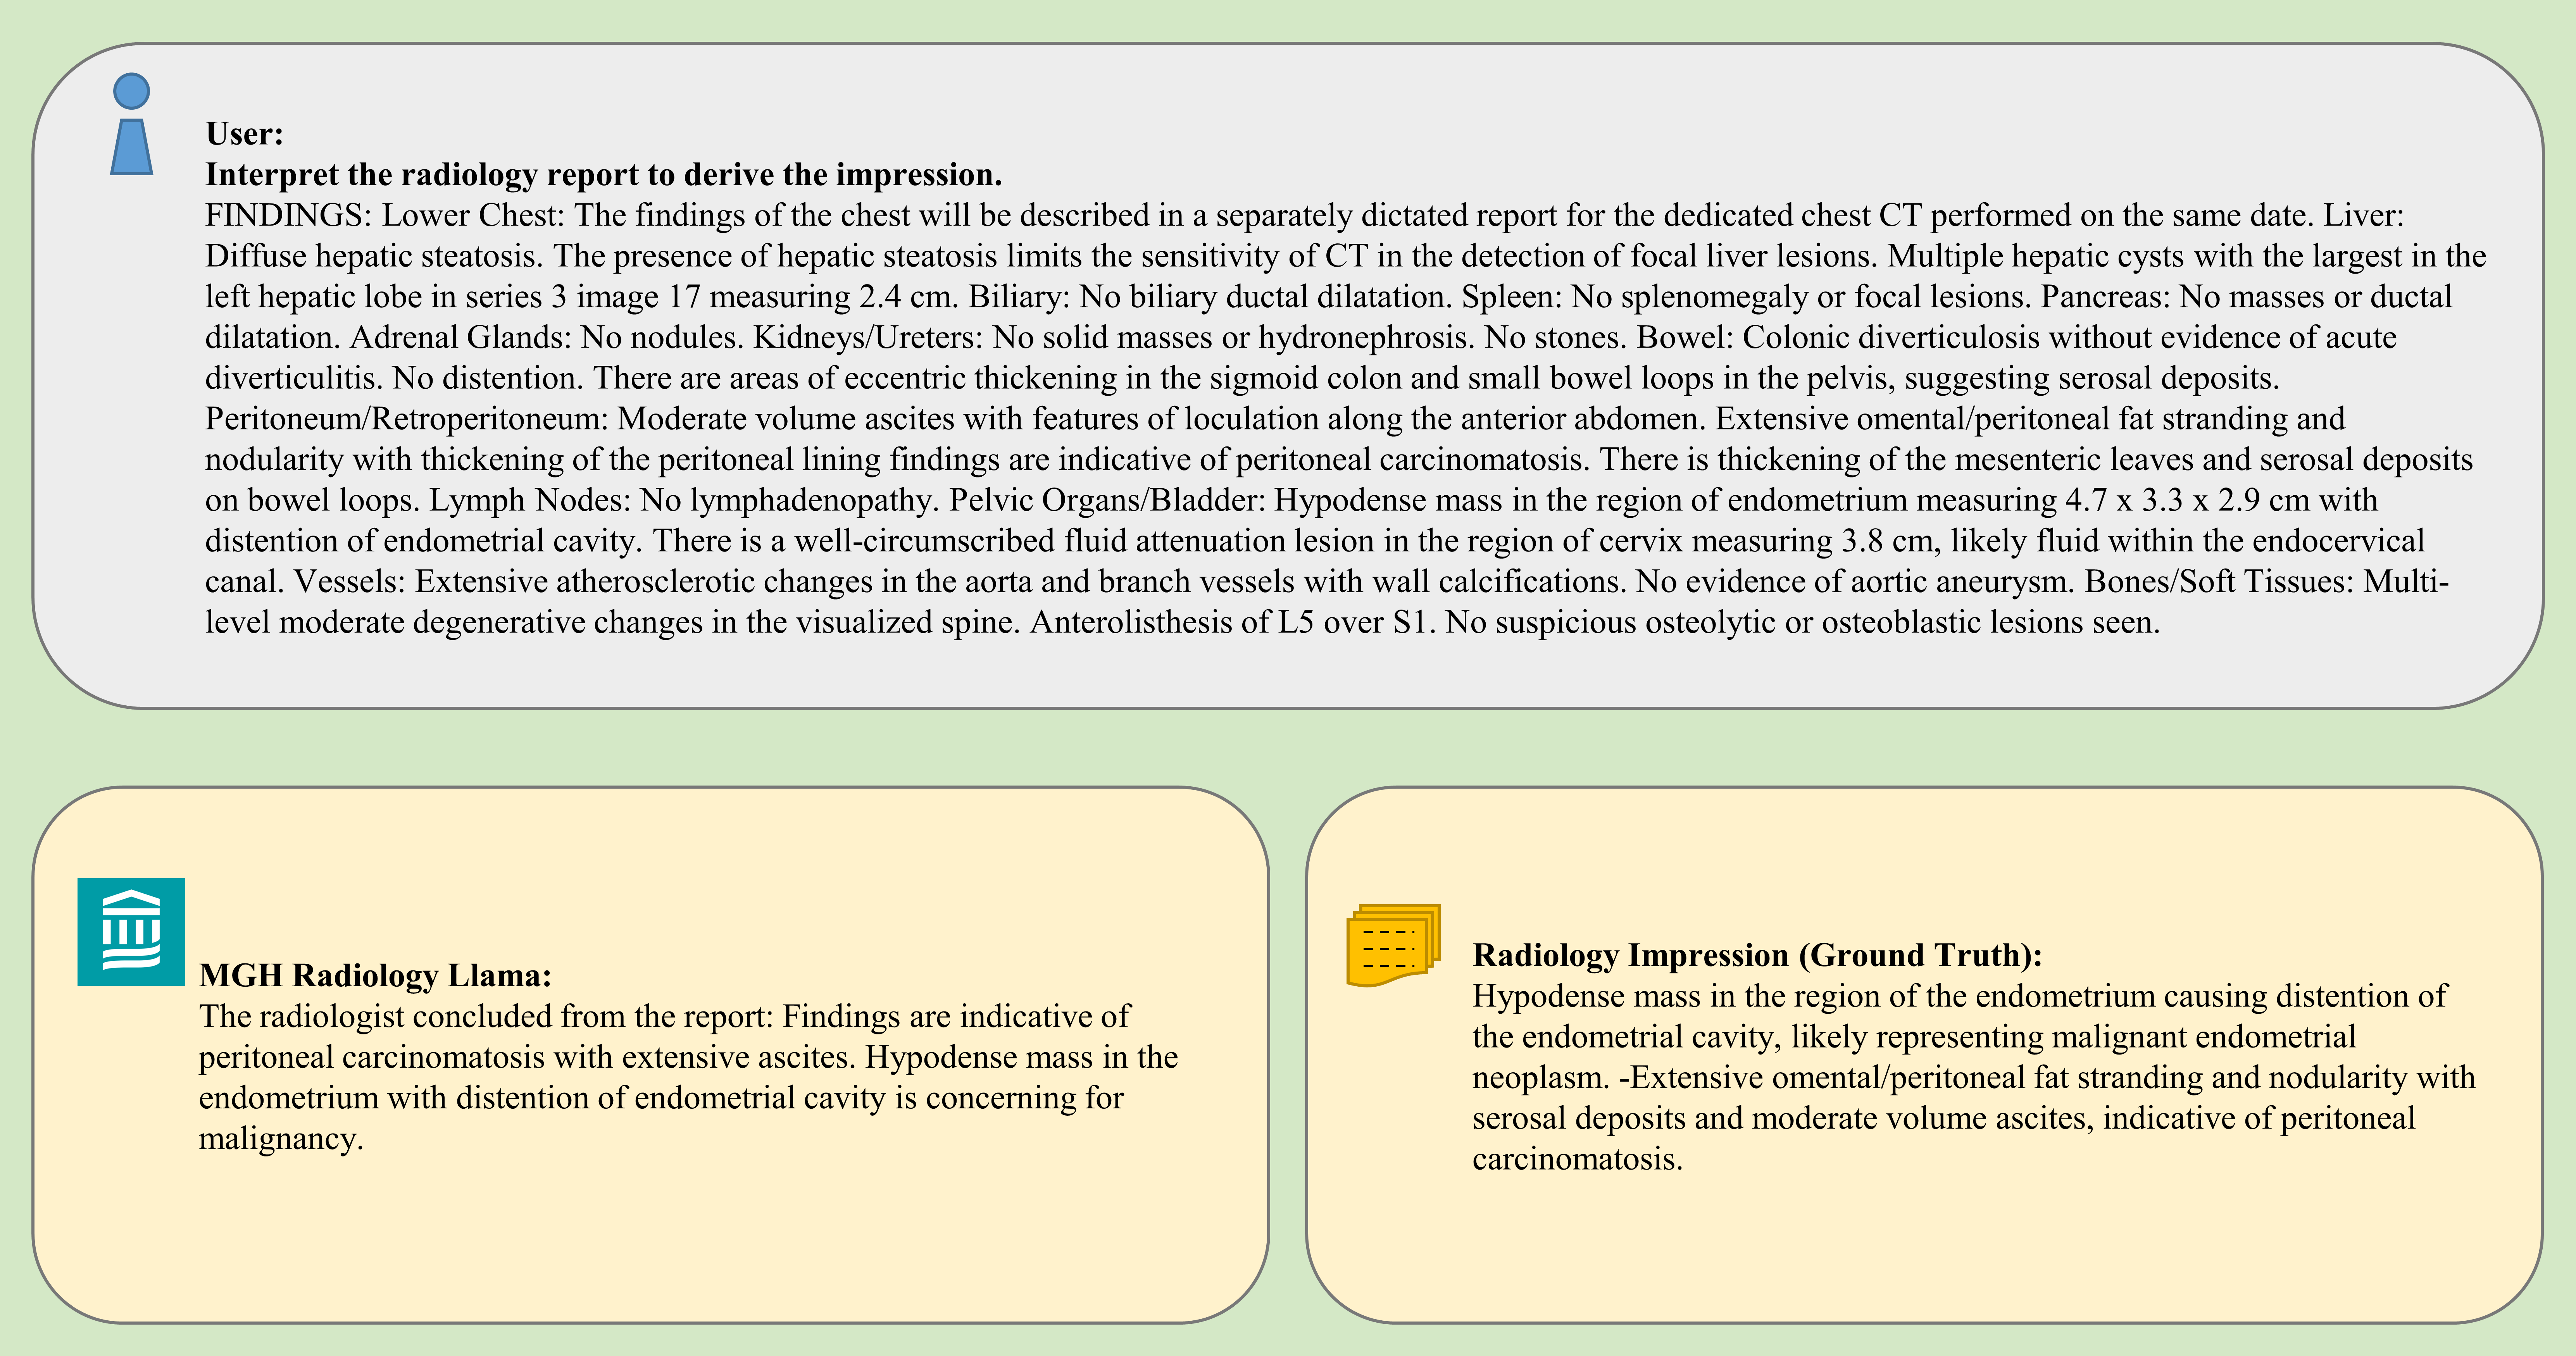 User:
Interpret the radiology report to derive the impression.
FINDINGS: Lower Chest: The findings of the chest will be described in a separately dictated report for the dedicated chest CT performed on the same date. Liver:
Diffuse hepatic steatosis. The presence of hepatic steatosis limits the sensitivity of CT in the detection of focal liver lesions. Multiple hepatic cysts with the largest in the
left hepatic lobe in series 3 image 17 measuring 2.4 cm. Biliary: No biliary ductal dilatation. Spleen: No splenomegaly or focal lesions. Pancreas: No masses or ductal
dilatation. Adrenal Glands: No nodules. Kidneys/Ureters: No solid masses or hydronephrosis. No stones. Bowel: Colonic diverticulosis without evidence of acute
diverticulitis. No distention. There are areas of eccentric thickening in the sigmoid colon and small bowel loops in the pelvis, suggesting serosal deposits.
Peritoneum/Retroperitoneum: Moderate volume ascites with features of loculation along the anterior abdomen. Extensive omental/peritoneal fat stranding and
nodularity with thickening of the peritoneal lining findings are indicative of peritoneal carcinomatosis. There is thickening of the mesenteric leaves and serosal deposits
on bowel loops. Lymph Nodes: No lymphadenopathy. Pelvic Organs/Bladder: Hypodense mass in the region of endometrium measuring 4.7 x 3.3 x 2.9 cm with
distention of endometrial cavity. There is a well-circumscribed fluid attenuation lesion in the region of cervix measuring 3.8 cm, likely fluid within the endocervical
canal. Vessels: Extensive atherosclerotic changes in the aorta and branch vessels with wall calcifications. No evidence of aortic aneurysm. Bones/Soft Tissues: Multi-
level moderate degenerative changes in the visualized spine. Anterolisthesis of L5 over S1. No suspicious osteolytic or osteoblastic lesions seen.
MGH Radiology Llama:
The radiologist concluded from the report: Findings are indicative of
peritoneal carcinomatosis with extensive ascites. Hypodense mass in the
endometrium with distention of endometrial cavity is concerning for
malignancy.
Radiology Impression (Ground Truth):
Hypodense mass in the region of the endometrium causing distention of
the endometrial cavity, likely representing malignant endometrial
neoplasm. -Extensive omental/peritoneal fat stranding and nodularity with
serosal deposits and moderate volume ascites, indicative of peritoneal
carcinomatosis.